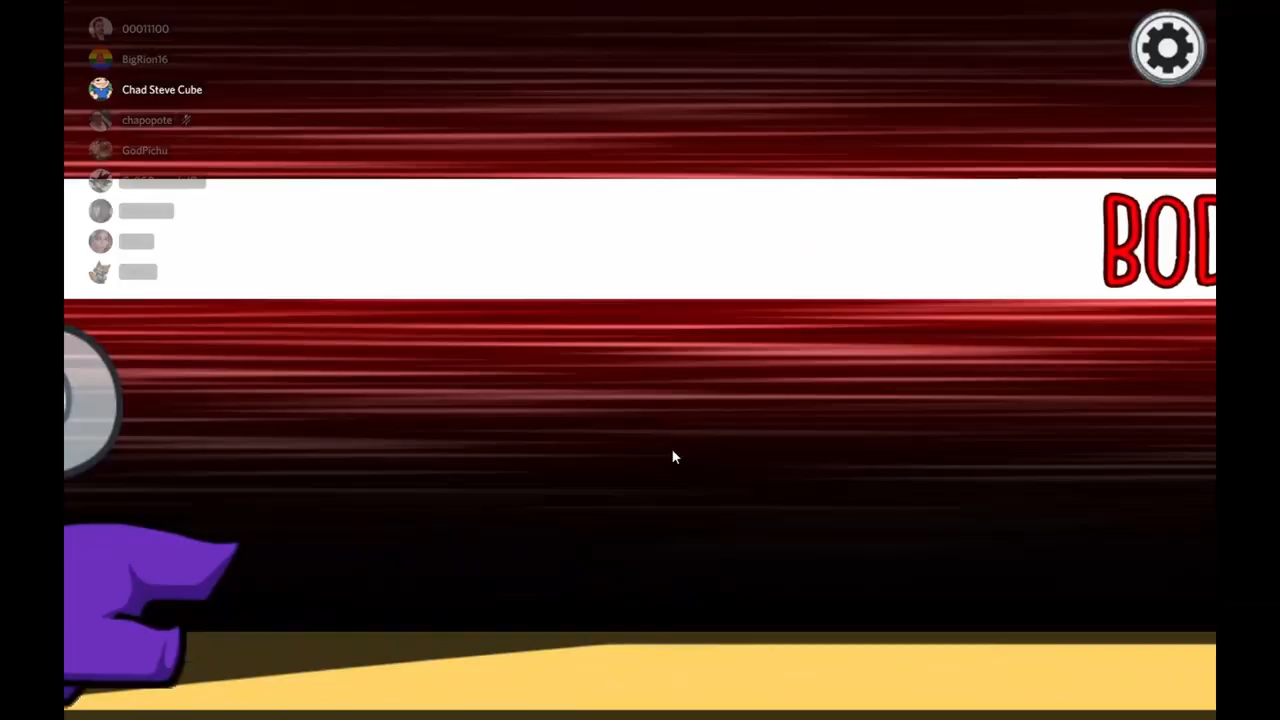 00011100
BigRion16
Chad Steve Cube
chapopote
GodPichu
BOD